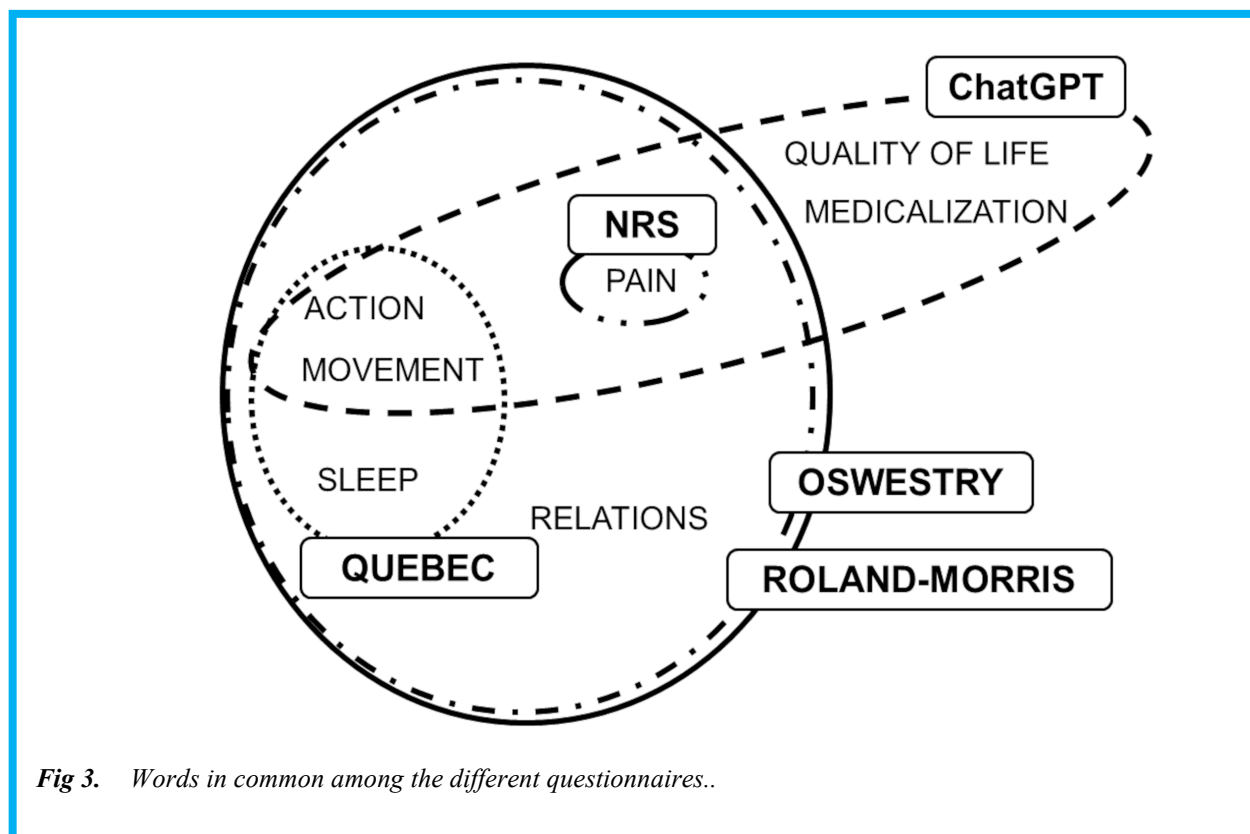 ChatGPT
QUALITY OF LIFE
MEDICALIZATION
NRS
PAIN
ACTION
MOVEMENT
SLEEP
OSWESTRY
RELATIONS
QUEBEC
ROLAND-MORRIS
Fig 3. Words in common among the different questionnaires..